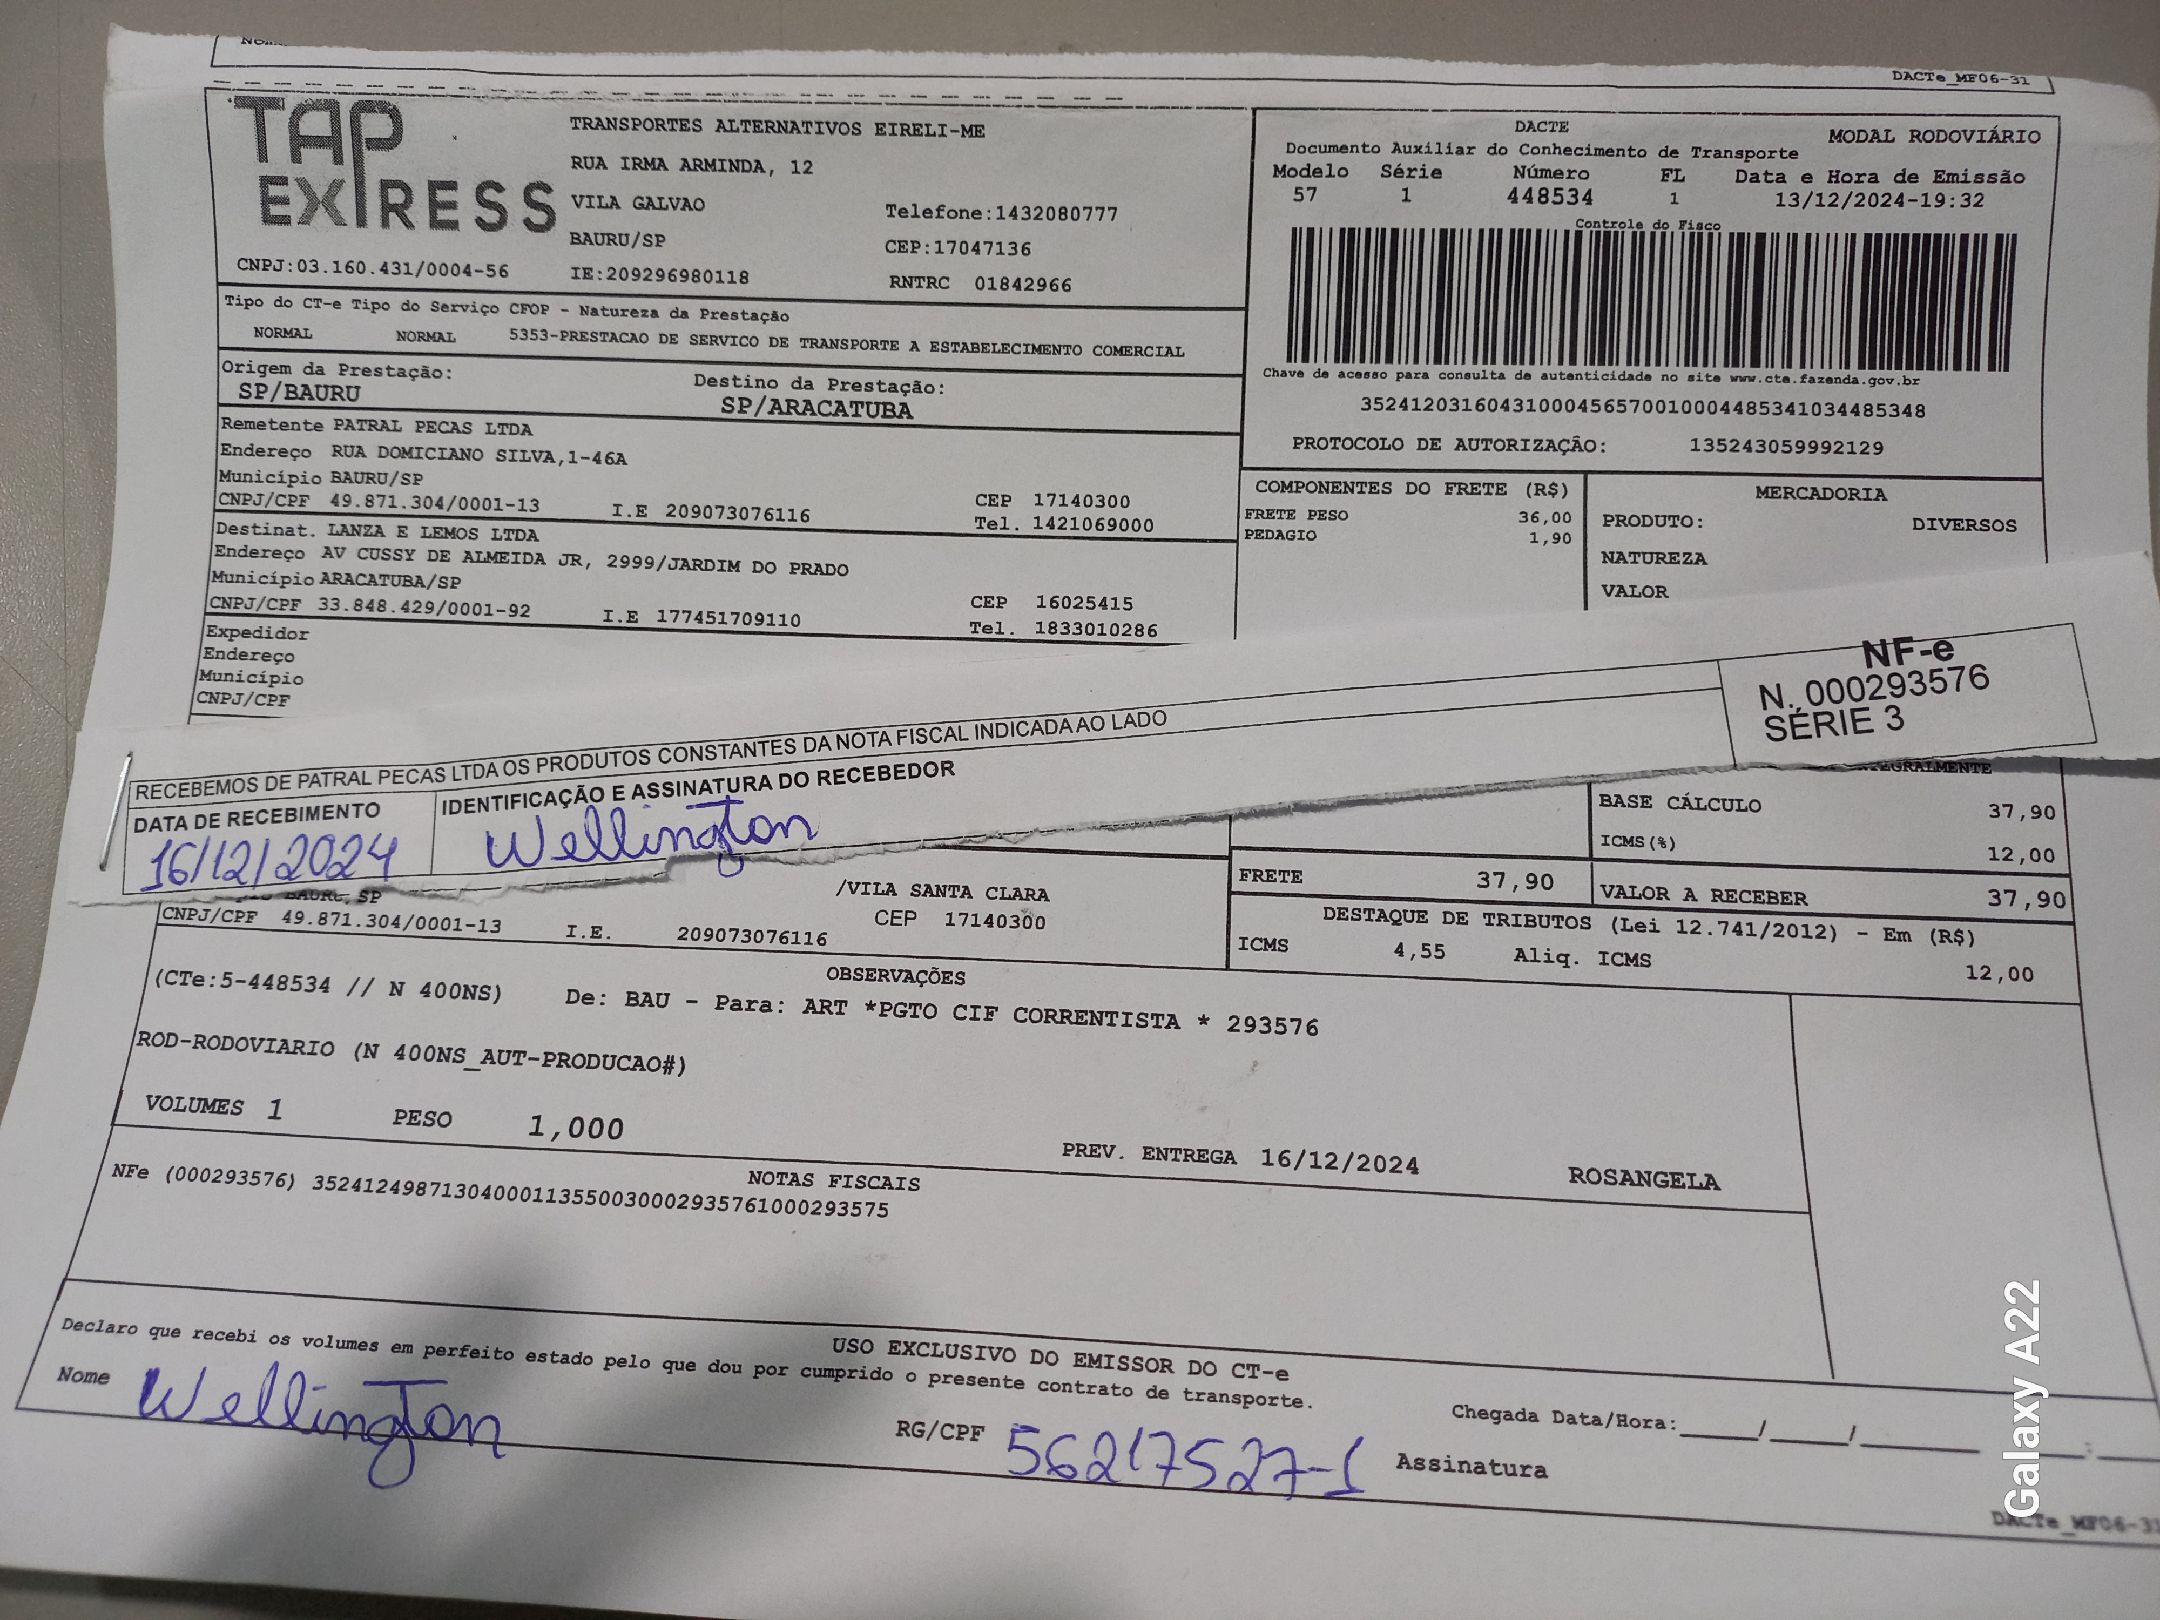 DACTe_MF06-31
TAP EXPRESS
TRANSPORTES ALTERNATIVOS EIRELI-ME
RUA IRMA ARMINDA, 12
VILA GALVAO
Telefone:1432080777
BAURU/SP
CEP:17047136
CNPJ:03.160.431/0004-56
IE:209296980118
RNTRC 01842966
DACTE
MODAL RODOVIÁRIO
Documento Auxiliar do Conhecimento de Transporte
Modelo Série Número FL Data e Hora de Emissão
57 1 448534 1 13/12/2024-19:32
Controle do Fisco
Chave de acesso para consulta de autenticidade no site www.cte.fazenda.gov.br
35241203160431000456570010004485341034485348
PROTOCOLO DE AUTORIZAÇÃO: 135243059992129
Tipo do CT-e Tipo do Serviço CFOP - Natureza da Prestação
NORMAL NORMAL 5353-PRESTACAO DE SERVICO DE TRANSPORTE A ESTABELECIMENTO COMERCIAL
Origem da Prestação: Destino da Prestação:
SP/BAURU SP/ARACATUBA
Remetente PATRAL PECAS LTDA
Endereço RUA DOMICIANO SILVA,1-46A
Município BAURU/SP
CEP 17140300
CNPJ/CPF 49.871.304/0001-13 I.E 209073076116 Tel. 1421069000
Destinat. LANZA E LEMOS LTDA
Endereço AV CUSSY DE ALMEIDA JR, 2999/JARDIM DO PRADO
Município ARACATUBA/SP
CEP 16025415
CNPJ/CPF 33.848.429/0001-92 I.E 177451709110 Tel. 1833010286
Expedidor
Endereço
Município
CNPJ/CPF
COMPONENTES DO FRETE (R$)
FRETE PESO 36,00
PEDAGIO 1,90
MERCADORIA
PRODUTO: DIVERSOS
NATUREZA
VALOR
NF-e
N. 000293576
SÉRIE 3
RECEBEMOS DE PATRAL PECAS LTDA OS PRODUTOS CONSTANTES DA NOTA FISCAL INDICADA AO LADO
DATA DE RECEBIMENTO
IDENTIFICAÇÃO E ASSINATURA DO RECEBEDOR
16/12/2024
Wellington
BASE CÁLCULO 37,90
ICMS(%) 12,00
FRETE 37,90 VALOR A RECEBER 37,90
DESTAQUE DE TRIBUTOS (Lei 12.741/2012) - Em (R$)
ICMS 4,55 Aliq. ICMS 12,00
BAURU, SP
/VILA SANTA CLARA
CNPJ/CPF 49.871.304/0001-13 I.E. 209073076116 CEP 17140300
OBSERVAÇÕES
(CTe:5-448534 // N 400NS) De: BAU - Para: ART *PGTO CIF CORRENTISTA * 293576
ROD-RODOVIARIO (N 400NS_AUT-PRODUCAO#)
VOLUMES 1 PESO 1,000
PREV. ENTREGA 16/12/2024 ROSANGELA
NOTAS FISCAIS
NFe (000293576) 35241249871304000113550030002935761000293575
USO EXCLUSIVO DO EMISSOR DO CT-e
Declaro que recebi os volumes em perfeito estado pelo que dou por cumprido o presente contrato de transporte.
Nome Wellington
RG/CPF 56217527-1
Chegada Data/Hora:____/____/______ __:__
Assinatura
DACTe_MF06-31
Galaxy A22